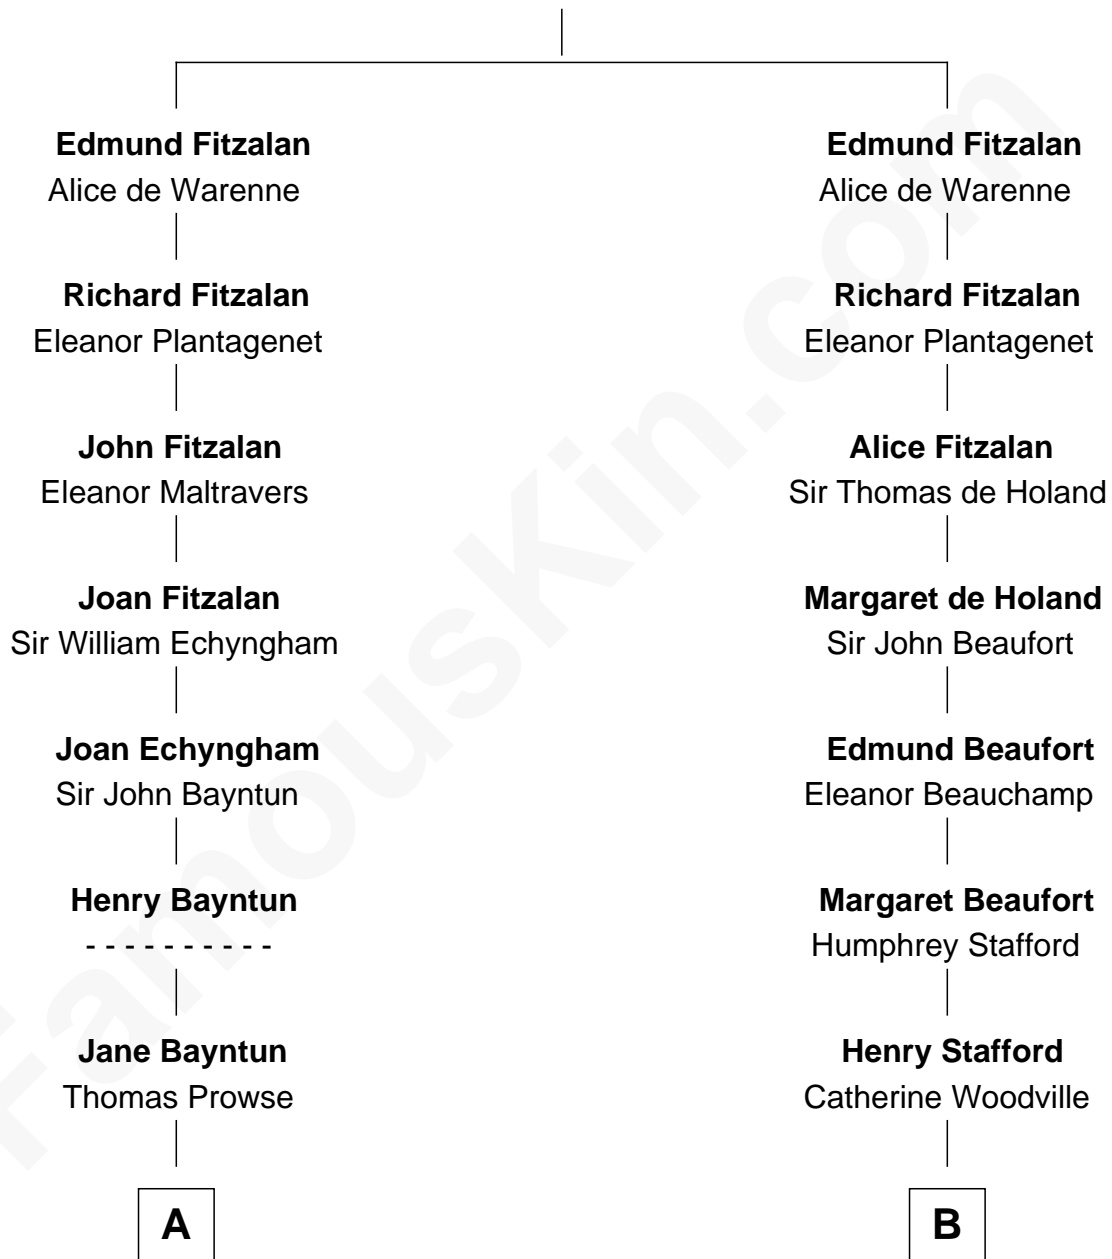 Edmund Fitzalan
Alice de Warenne
Richard Fitzalan
Eleanor Plantagenet
John Fitzalan
Eleanor Maltravers
Joan Fitzalan
Sir William Echyngham
Joan Echyngham
Sir John Bayntun
Henry Bayntun
- - - - - - - - - -
Jane Bayntun
Thomas Prowse
A
Edmund Fitzalan
Alice de Warenne
Richard Fitzalan
Eleanor Plantagenet
Alice Fitzalan
Sir Thomas de Holand
Margaret de Holand
Sir John Beaufort
Edmund Beaufort
Eleanor Beauchamp
Margaret Beaufort
Humphrey Stafford
Henry Stafford
Catherine Woodville
B
FamousKin.com